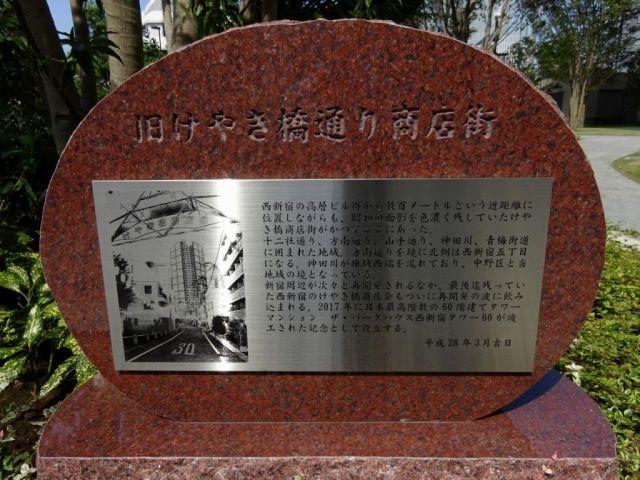 旧けやき橋通り商店街
西新宿の高層ビル群から数百メートルという近距離に
位置しながらも、昭和の面影を色濃く残していたけや
き橋商店街がかつてここにあった。
十二社通り、方南通り、山手通り、神田川、青梅街道
に囲まれた地域。方南通りを境に北側は西新宿五丁目
になる。神田川が地域西端を流れており、中野区と当
地域の境となっている。
新宿周辺が次々と再開発されるなか、最後迄残ってい
た西新宿のけやき橋商店会もついに再開発の波に飲み
込まれる。2017年に日本最高階数の60階建てタワー
マンション ザ・パークハウス西新宿タワー60が竣
工された記念として設立する。
平成28年3月吉日
30